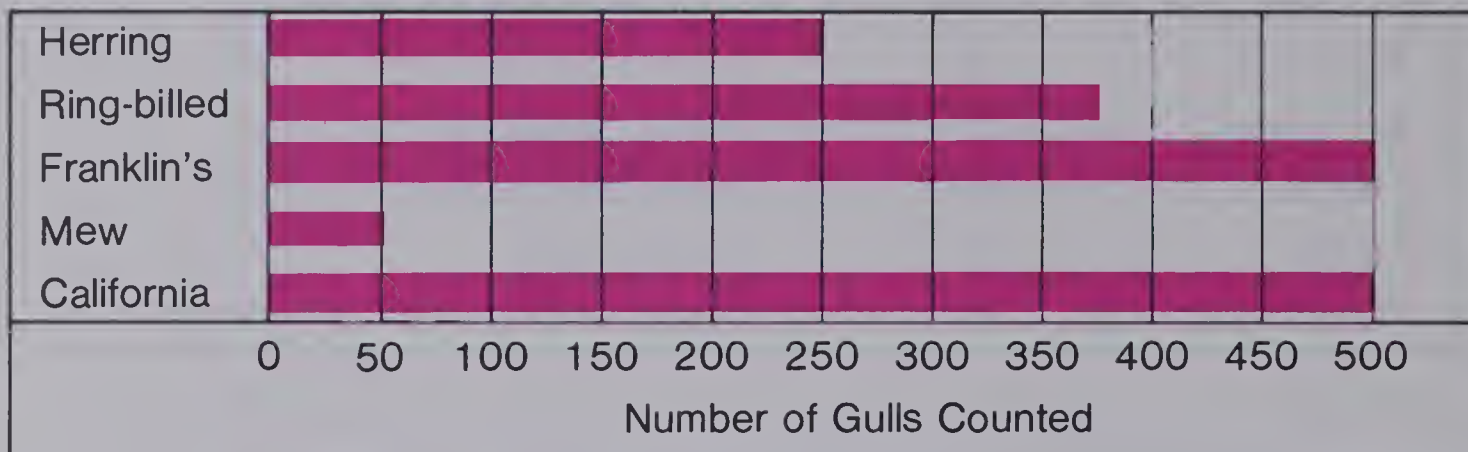 Herring
Ring-billed
Franklin's
Mew
California
0 50 100 150 200 250 300 350 400 450 500
Number of Gulls Counted